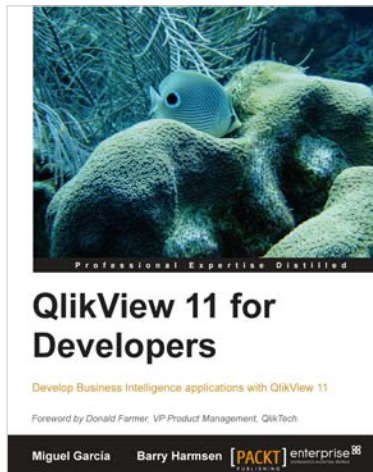 Professional Expertise Distilled
QlikView 11 for
Developers
Develop Business Intelligence applications with QlikView 11
Foreword by Donald Farmer, VP Product Management, QlikTech.
Miguel García Barry Harmsen [PACKT] enterprise
PUBLISHING